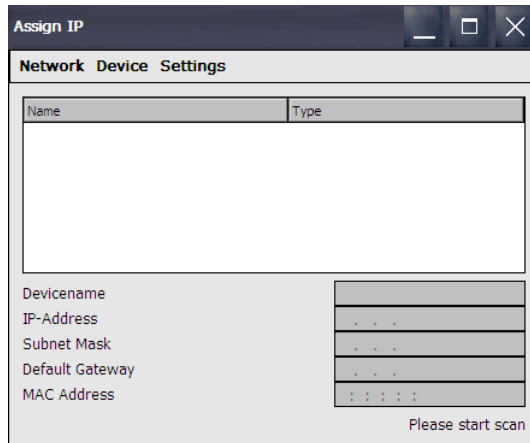 Assign IP
Network Device Settings
Name Type
Devicename
IP-Address . . .
Subnet Mask . . .
Default Gateway . . .
MAC Address : : : : :
Please start scan